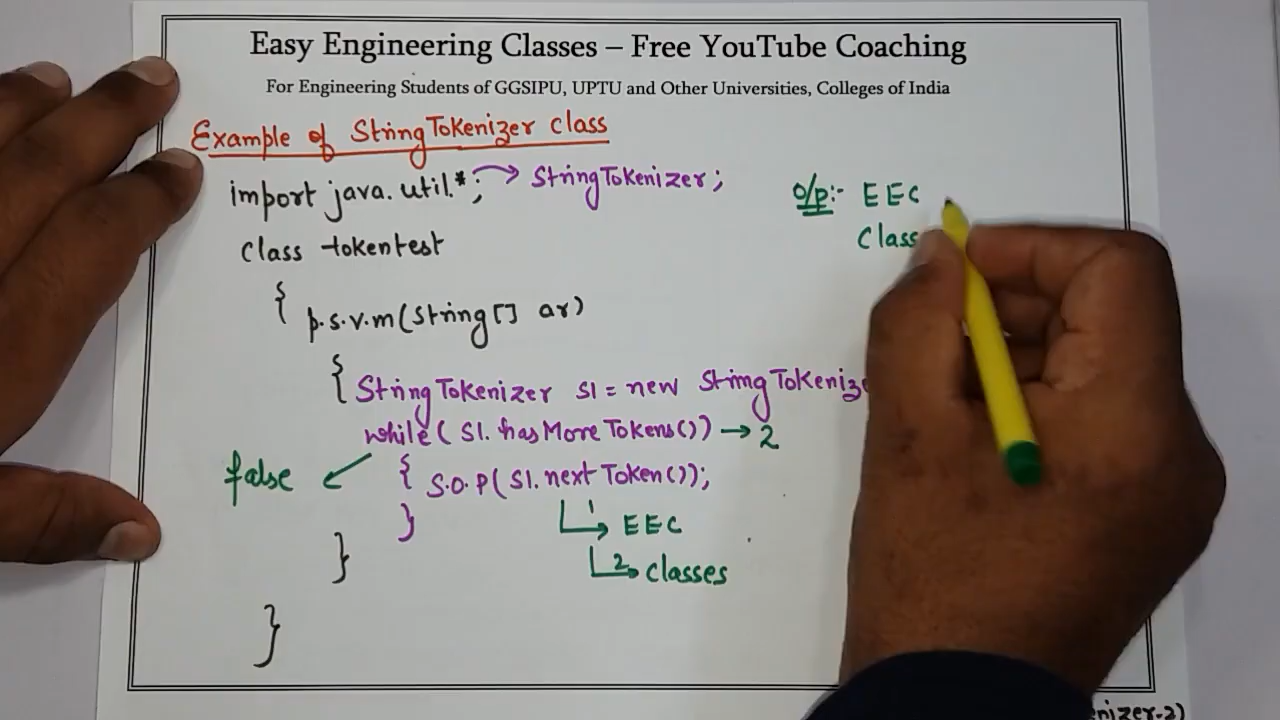 Easy Engineering Classes – Free YouTube Coaching
For Engineering Students of GGSIPU, UPTU and Other Universities, Colleges of India
Example of StringTokenizer class
import java.util.*; → StringTokenizer;
o/p:- EEC
class tokentest
Class
{
p.s.v.m(String[] ar)
{ StringTokenizer S1 = new StringTokenize
while( S1.hasMoreTokens()) → 2
false
{ S.O.P( S1.nextToken());
} 1 EEC
2 classes
}
}